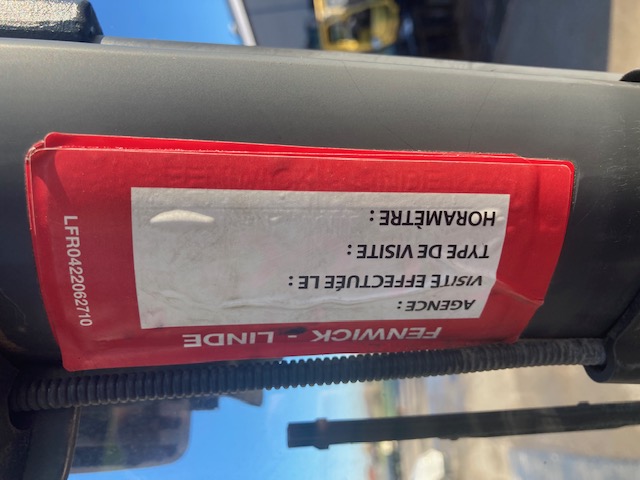 FENWICK - LINDE
AGENCE :
VISITE EFFECTUÉE LE :
TYPE DE VISITE :
HORAMÈTRE :
LFR0422062710